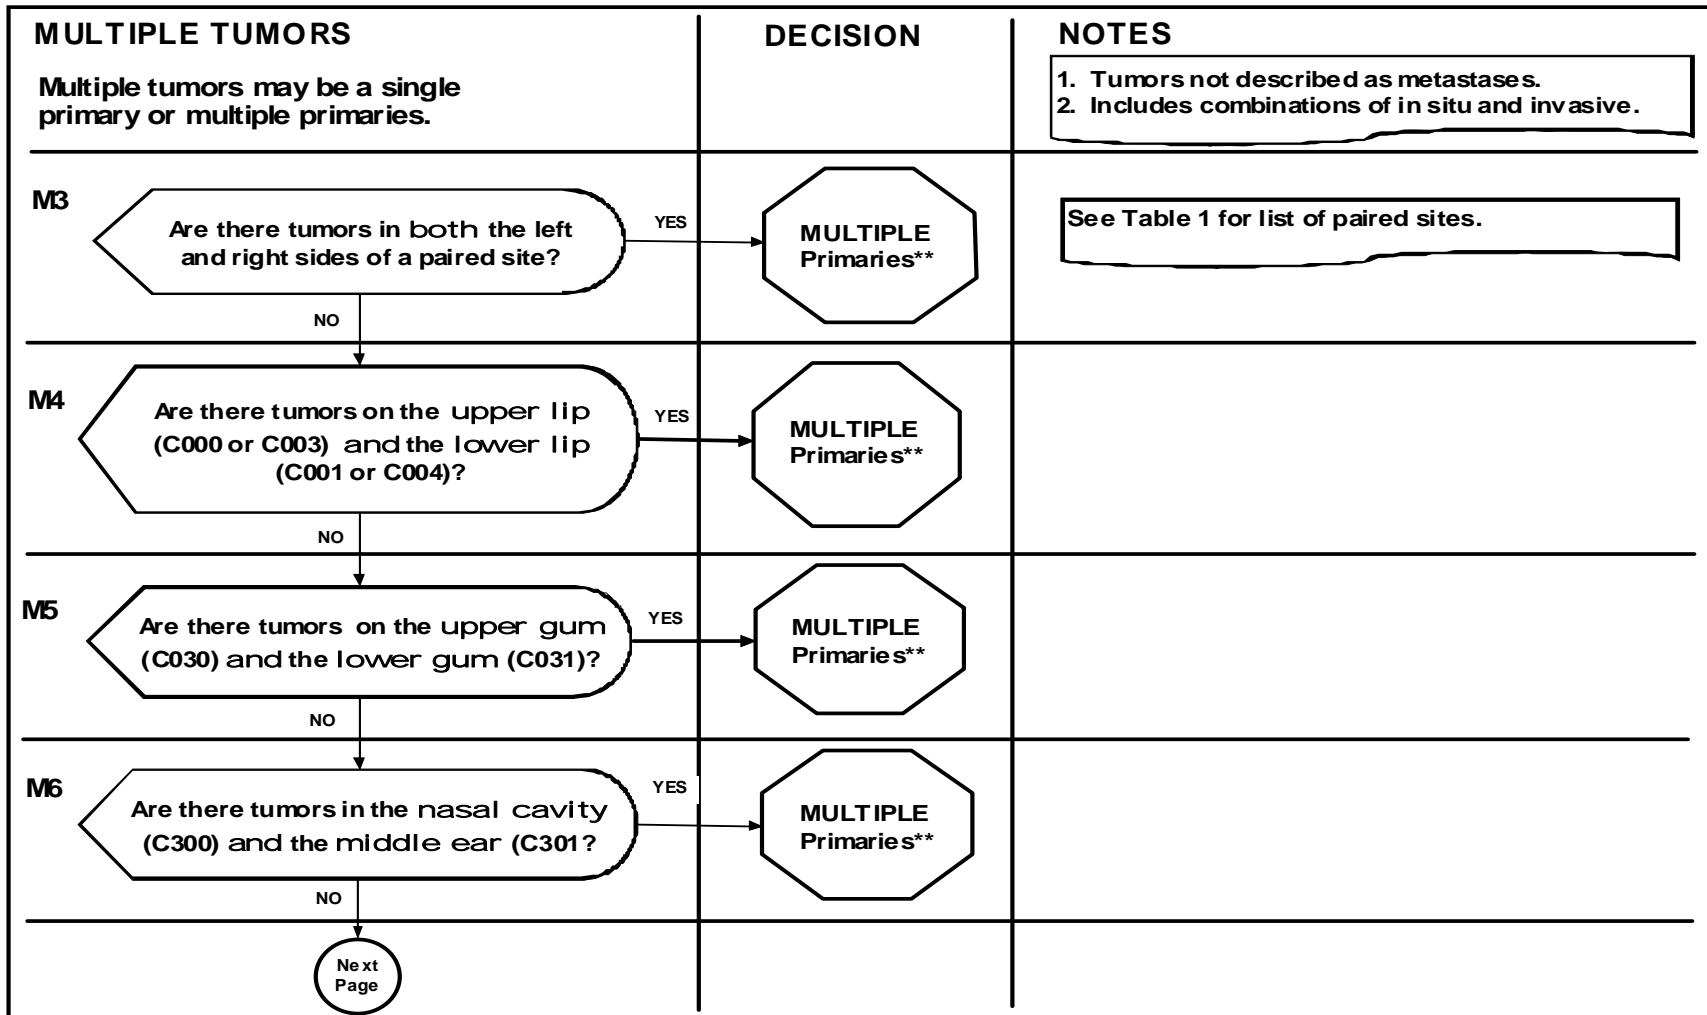 MULTIPLE TUMORS
DECISION
NOTES
Multiple tumors may be a single
primary or multiple primaries.
1. Tumors not described as metastases.
2. Includes combinations of in situ and invasive.
M3
Are there tumors in both the left
and right sides of a paired site?
YES
MULTIPLE
Primaries**
See Table 1 for list of paired sites.
NO
M4
Are there tumors on the upper lip
(C000 or C003) and the lower lip
(C001 or C004)?
YES
MULTIPLE
Primaries**
NO
M5
Are there tumors on the upper gum
(C030) and the lower gum (C031)?
YES
MULTIPLE
Primaries**
NO
M6
Are there tumors in the nasal cavity
(C300) and the middle ear (C301?
YES
MULTIPLE
Primaries**
NO
Next
Page